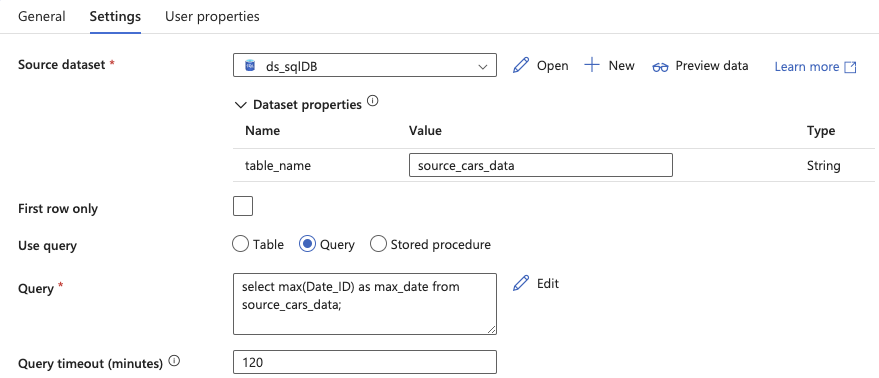 General Settings User properties
Source dataset * ds_sqlDB Open New Preview data Learn more
Dataset properties
Name Value Type
table_name source_cars_data String
First row only
Use query Table Query Stored procedure
Query * select max(Date_ID) as max_date from Edit
source_cars_data;
Query timeout (minutes) 120